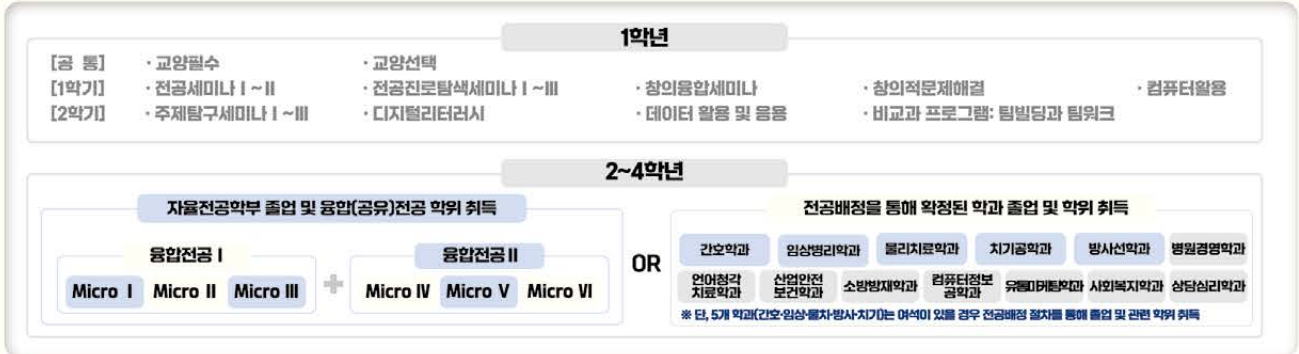 1학년
[공 통] · 교양필수 · 교양선택
[1학기] · 전공세미나 I ~ II · 전공진로탐색세미나 I ~ III · 창의융합세미나 · 창의적문제해결 · 컴퓨터활용
[2학기] · 주제탐구세미나 I ~ III · 디지털리터러시 · 데이터 활용 및 응용 · 비교과 프로그램: 팀빌딩과 팀워크
2~4학년
자율전공학부 졸업 및 융합(공유)전공 학위 취득
융합전공 I
Micro I Micro II Micro III
+
융합전공 II
Micro IV Micro V Micro VI
OR
전공배정을 통해 확정된 학과 졸업 및 학위 취득
간호학과 임상병리학과 물리치료학과 치기공학과 방사선학과 병원경영학과
언어청각치료학과 산업안전보건학과 소방방재학과 컴퓨터정보공학과 유통마케팅학과 사회복지학과 상담심리학과
※ 단, 5개 학과(간호·임상·물치·방사·치기)는 여석이 있을 경우 전공배정 절차를 통해 졸업 및 관련 학위 취득